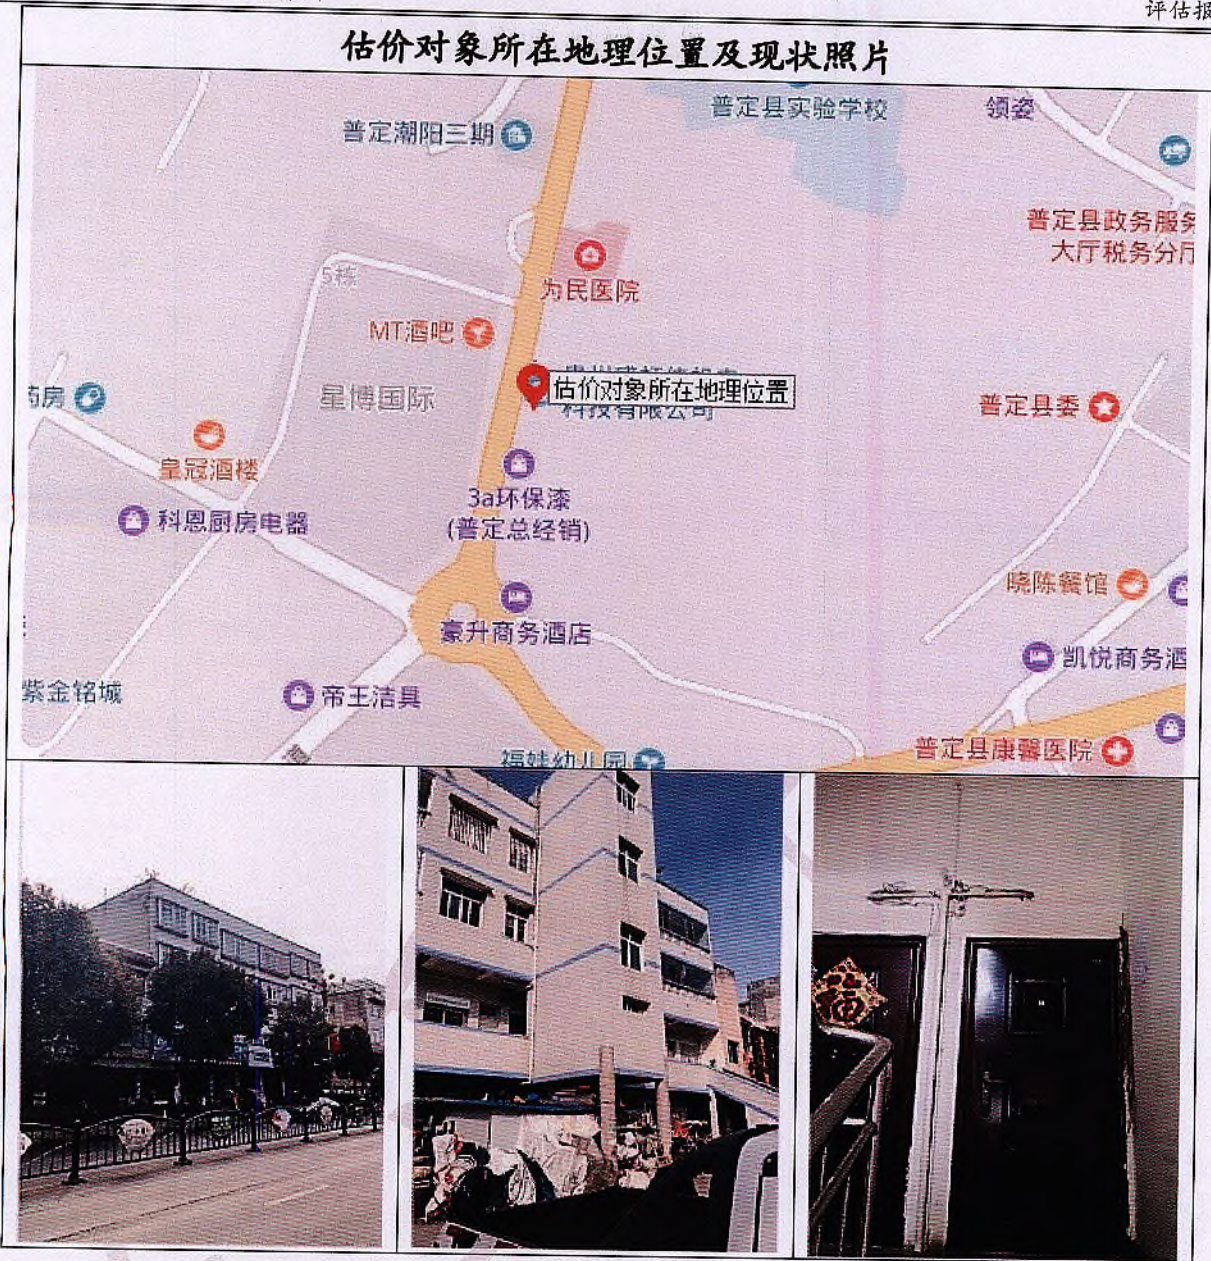 评估报
估价对象所在地理位置及现状照片
普定县实验学校
领姿
普定潮阳三期
普定县政务服务
大厅税务分厅
5栋
为民医院
MT酒吧
估价对象所在地理位置
科技有限公司
药房
星博国际
普定县委
皇冠酒楼
3a环保漆
(普定总经销)
科恩厨房电器
晓陈餐馆
豪升商务酒店
凯悦商务酒
紫金铭城
帝王洁具
普定县康馨医院
福娃幼儿园
福